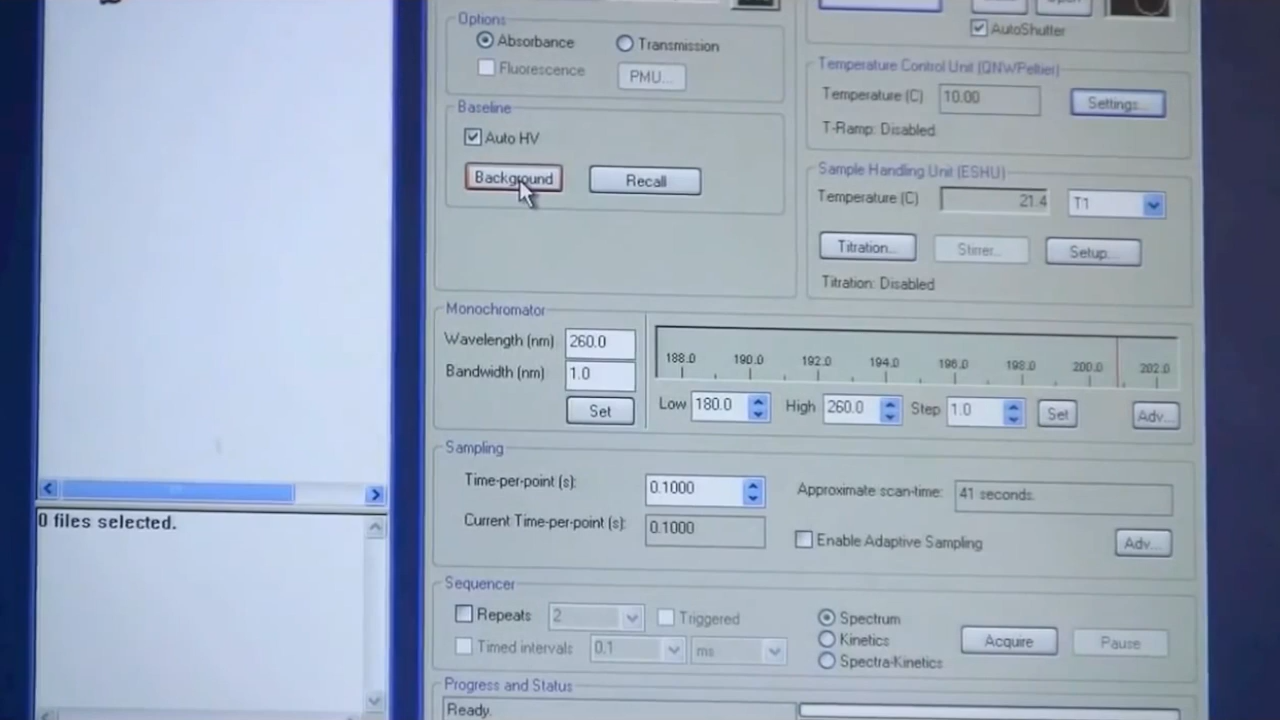 Options
Absorbance Transmission
Fluorescence PMU...
Baseline
Auto HV
Background Recall
AutoShutter
Temperature Control Unit (QNW Peltier)
Temperature (C) 10.00 Settings...
T-Ramp: Disabled
Sample Handling Unit (ESHU)
Temperature (C) 21.4 T1
Titration... Stirrer... Setup...
Titration: Disabled
Monochromator
Wavelength (nm) 260.0
Bandwidth (nm) 1.0
Set
188.0 190.0 192.0 194.0 196.0 198.0 200.0 202.0
Low 180.0 High 260.0 Step 1.0 Set Adv...
Sampling
Time-per-point (s): 0.1000 Approximate scan-time: 41 seconds.
Current Time-per-point (s): 0.1000 Enable Adaptive Sampling Adv...
Sequencer
Repeats 2 Triggered
Timed intervals 0.1 ms
Spectrum
Kinetics
Spectra-Kinetics
Acquire Pause
Progress and Status
Ready.
0 files selected.